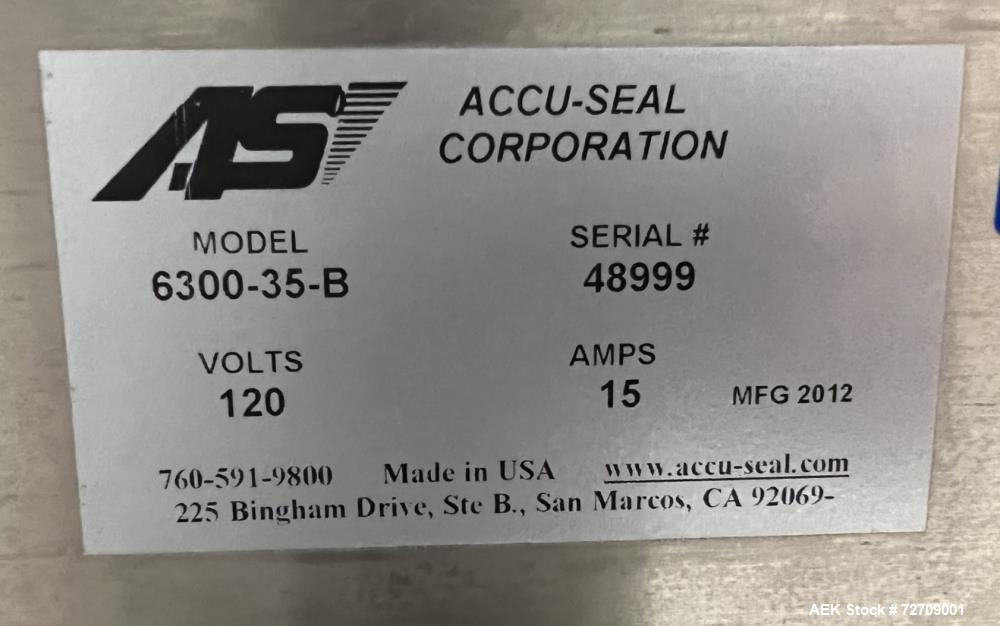 AS
ACCU-SEAL
CORPORATION
MODEL
6300-35-B
SERIAL #
48999
VOLTS
120
AMPS
15
MFG 2012
760-591-9800 Made in USA www.accu-seal.com
225 Bingham Drive, Ste B., San Marcos, CA 92069-
AEK Stock # 72709001